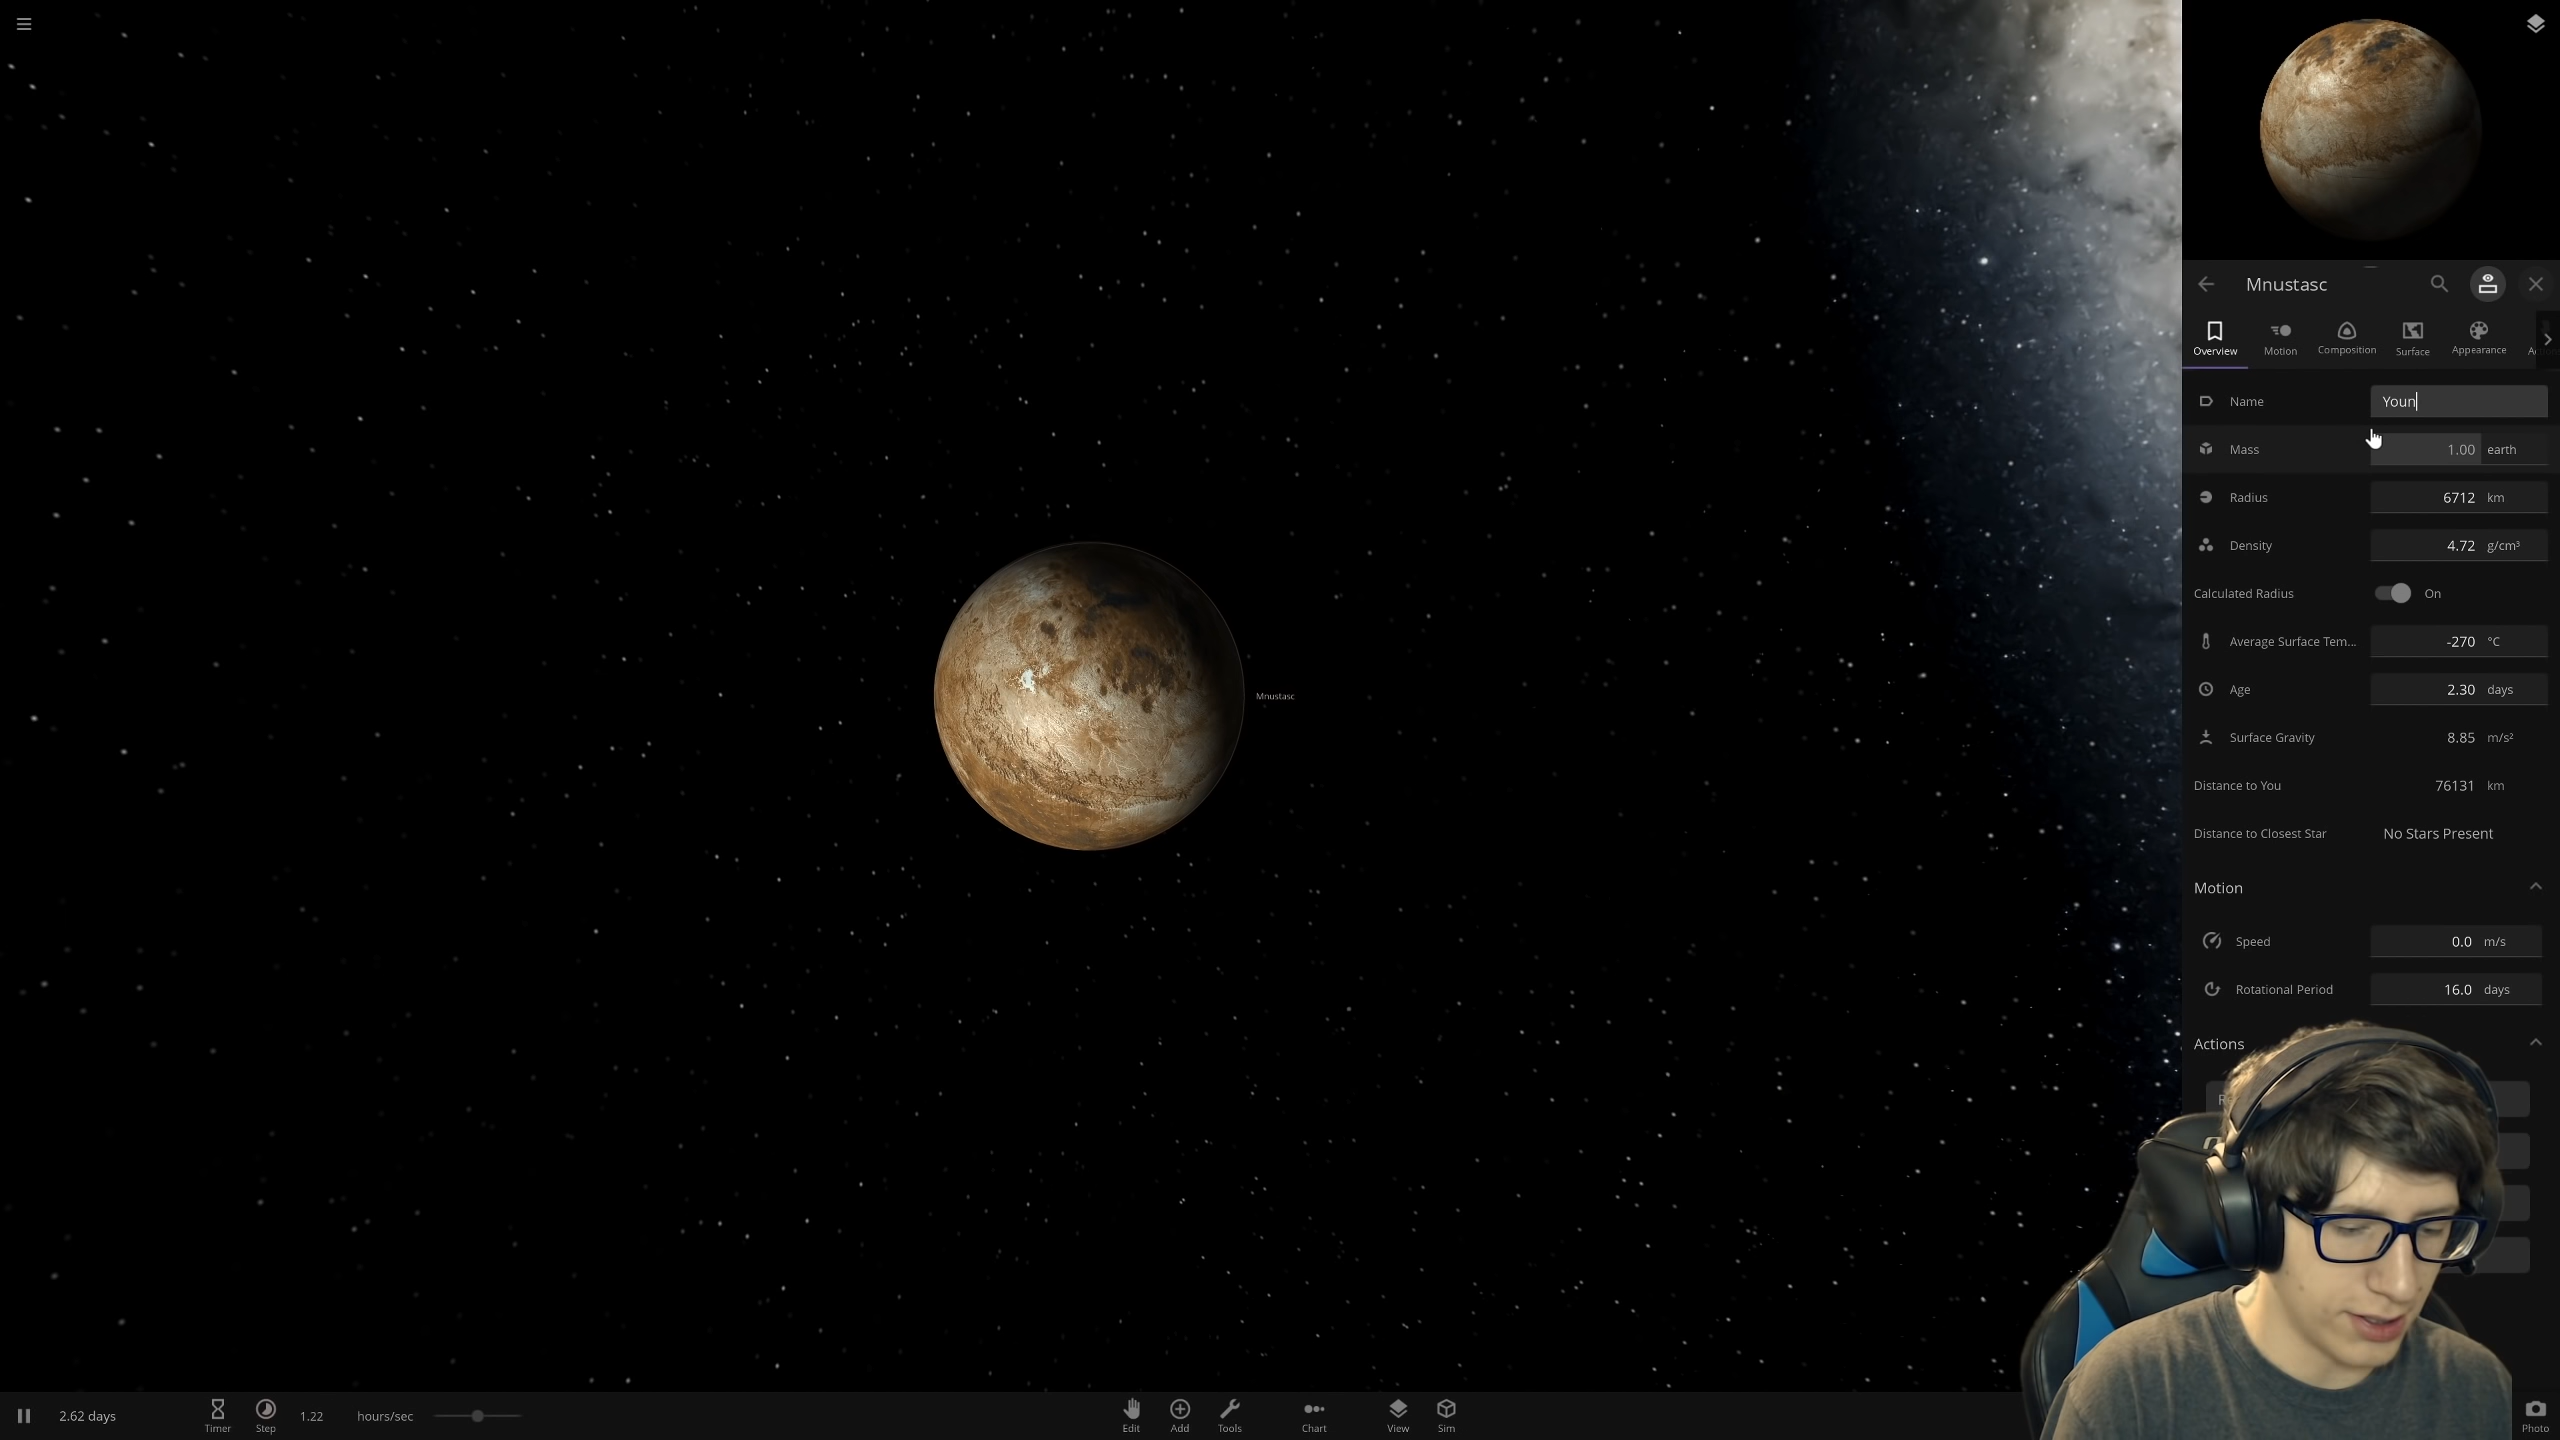 Mnustasc
Overview
Motion
Composition
Surface
Appearance
Name
Youn
Mass
1.00 earth
Radius
6712 km
Density
4.72 g/cm³
Calculated Radius
On
Average Surface Tem...
-270 °C
Age
2.30 days
Surface Gravity
8.85 m/s²
Mnustasc
Distance to You
76131 km
Distance to Closest Star
No Stars Present
Motion
Speed
0.0 m/s
Rotational Period
16.0 days
Actions
2.62 days
Timer
Step
1.22 hours/sec
Edit
Add
Tools
Chart
View
Sim
Photo